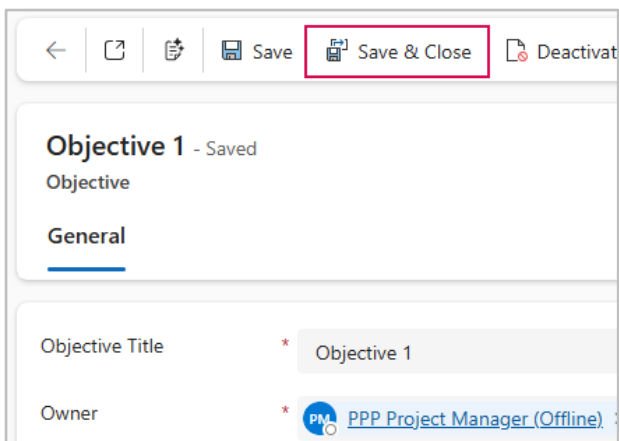 Save Save & Close Deactivat
Objective 1 - Saved
Objective
General
Objective Title * Objective 1
Owner * PM PPP Project Manager (Offline)